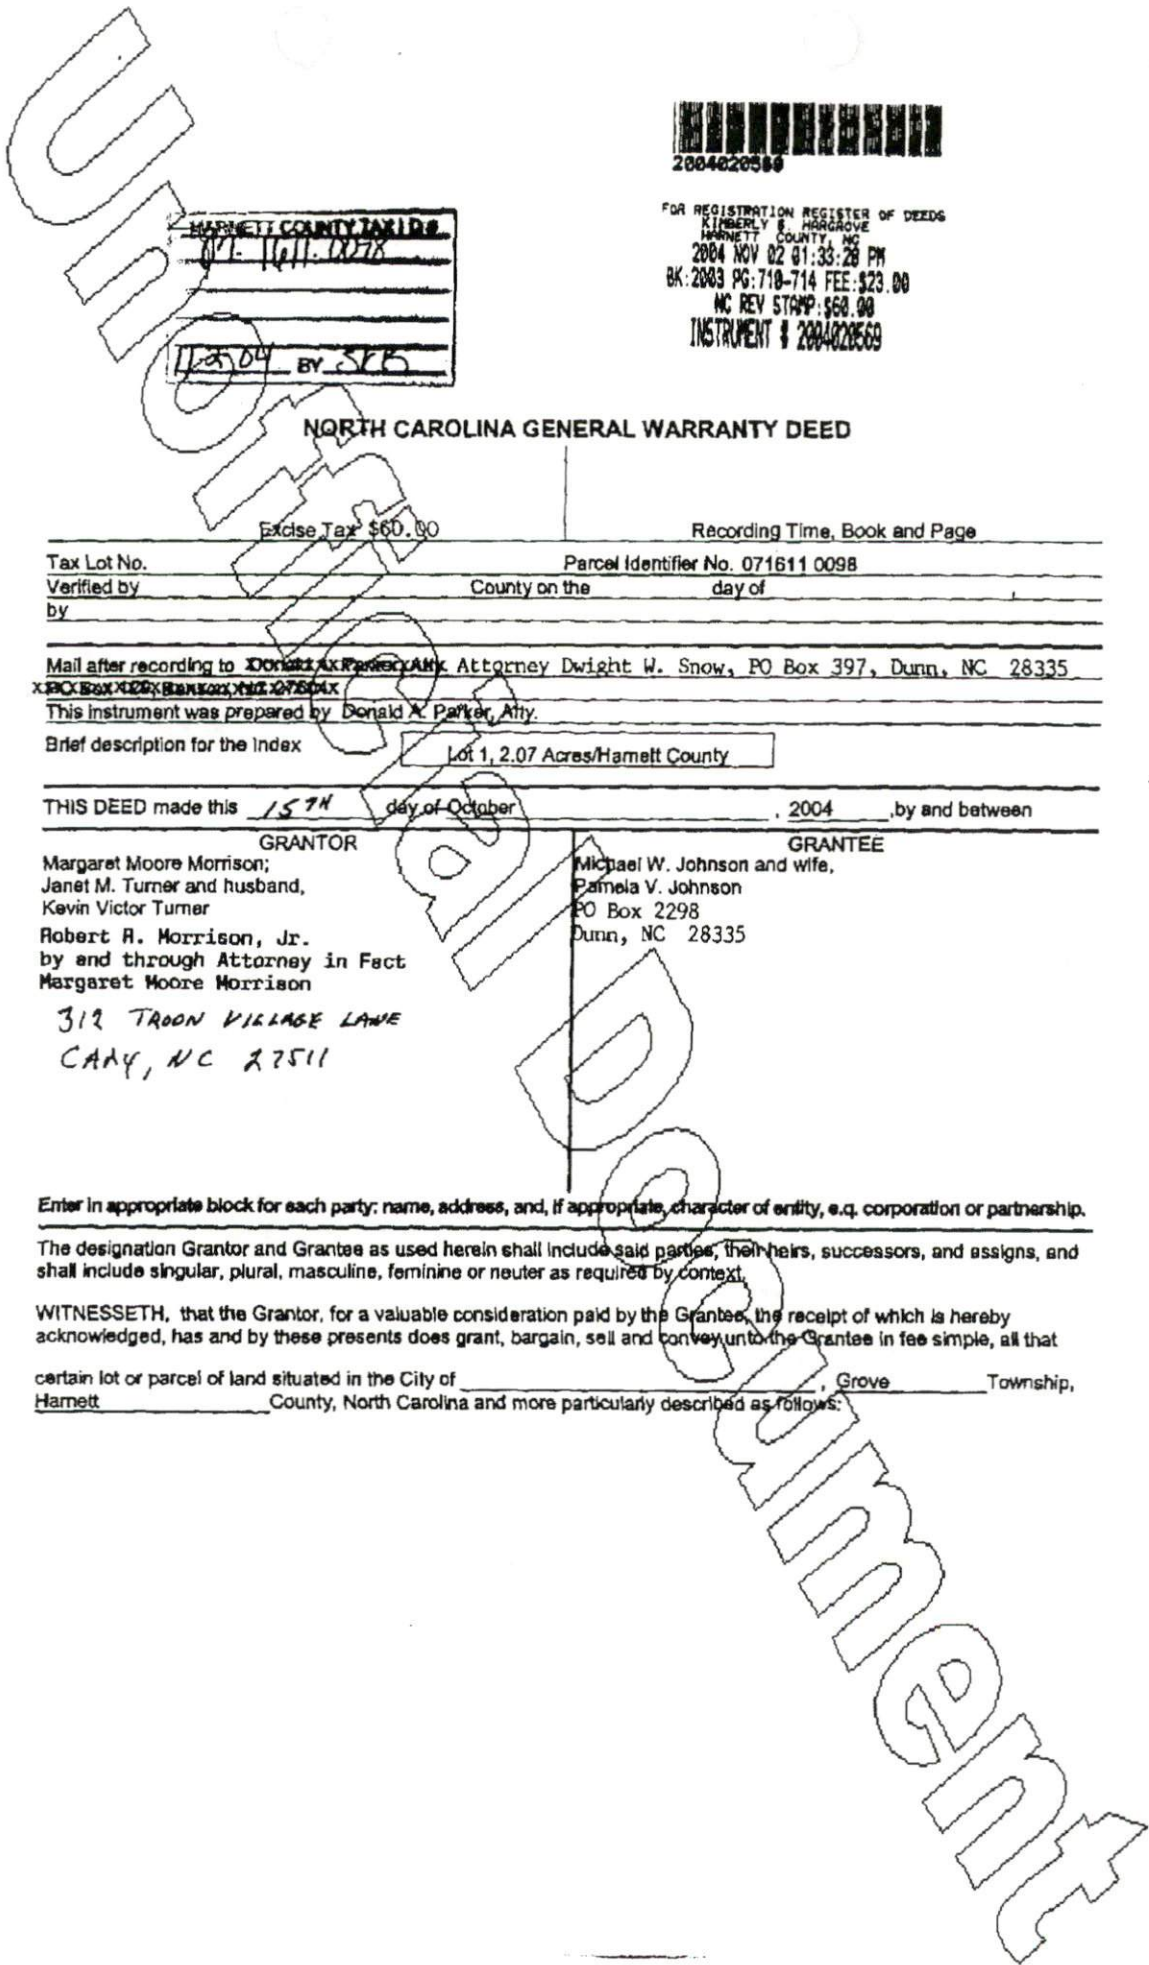 2004020569
FOR REGISTRATION REGISTER OF DEEDS
KIMBERLY S. HARGROVE
HARNETT COUNTY, NC
2004 NOV 02 01:33:28 PM
BK:2003 PG:710-714 FEE:$23.00
NC REV STAMP:$60.00
INSTRUMENT # 2004020569
HARNETT COUNTY TAX ID#
07-1611-0098
11-2-04 BY SKB
NORTH CAROLINA GENERAL WARRANTY DEED
Excise Tax $60.00 Recording Time, Book and Page
Tax Lot No. Parcel Identifier No. 071611 0098
Verified by County on the day of ,
by
Mail after recording to Donald A. Parker, Atty. Attorney Dwight W. Snow, PO Box 397, Dunn, NC 28335
PO Box
This instrument was prepared by Donald A. Parker, Atty.
Brief description for the Index Lot 1, 2.07 Acres/Harnett County
THIS DEED made this 15TH day of October , 2004 ,by and between
GRANTOR GRANTEE
Margaret Moore Morrison; Michael W. Johnson and wife,
Janet M. Turner and husband, Pamela V. Johnson
Kevin Victor Turner PO Box 2298
Robert A. Morrison, Jr. Dunn, NC 28335
by and through Attorney in Fact
Margaret Moore Morrison
312 TROON VILLAGE LANE
CARY, NC 27511
Enter in appropriate block for each party: name, address, and, if appropriate, character of entity, e.q. corporation or partnership.
The designation Grantor and Grantee as used herein shall include said parties, their heirs, successors, and assigns, and
shall include singular, plural, masculine, feminine or neuter as required by context.
WITNESSETH, that the Grantor, for a valuable consideration paid by the Grantee, the receipt of which is hereby
acknowledged, has and by these presents does grant, bargain, sell and convey unto the Grantee in fee simple, all that
certain lot or parcel of land situated in the City of , Grove Township,
Harnett County, North Carolina and more particularly described as follows:
Unofficial Document